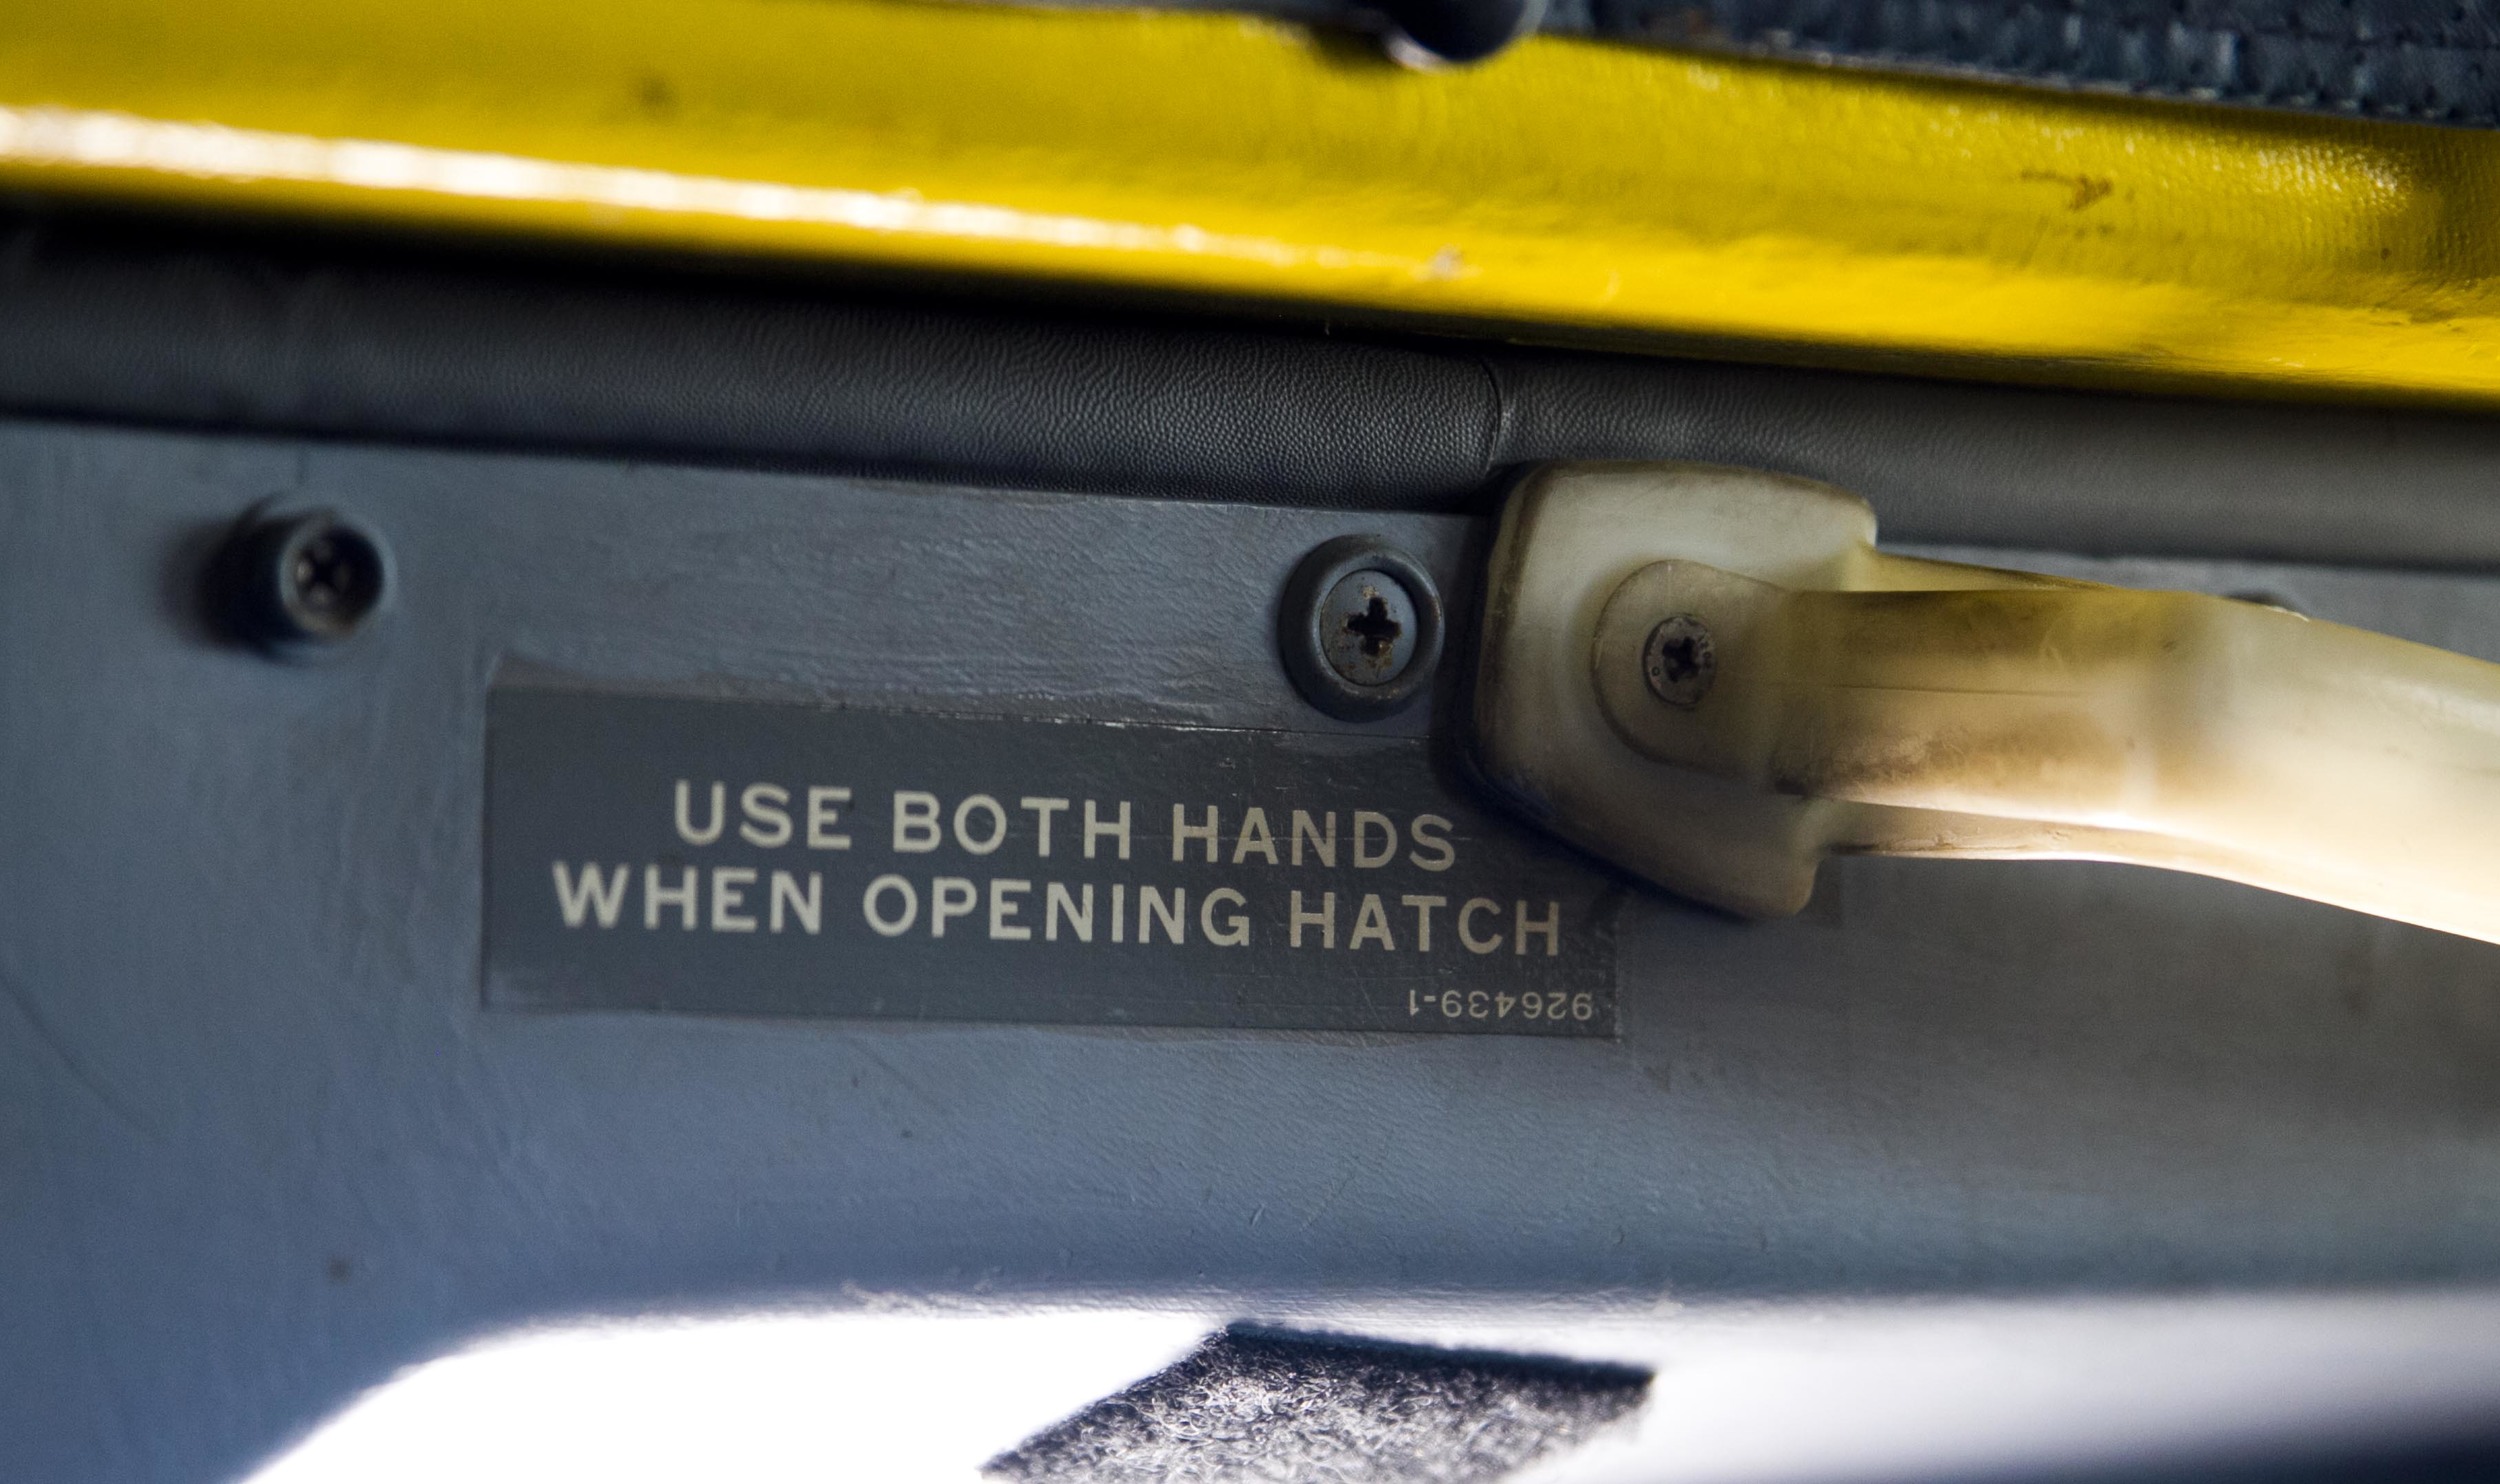 USE BOTH HANDS
WHEN OPENING HATCH
926439-1